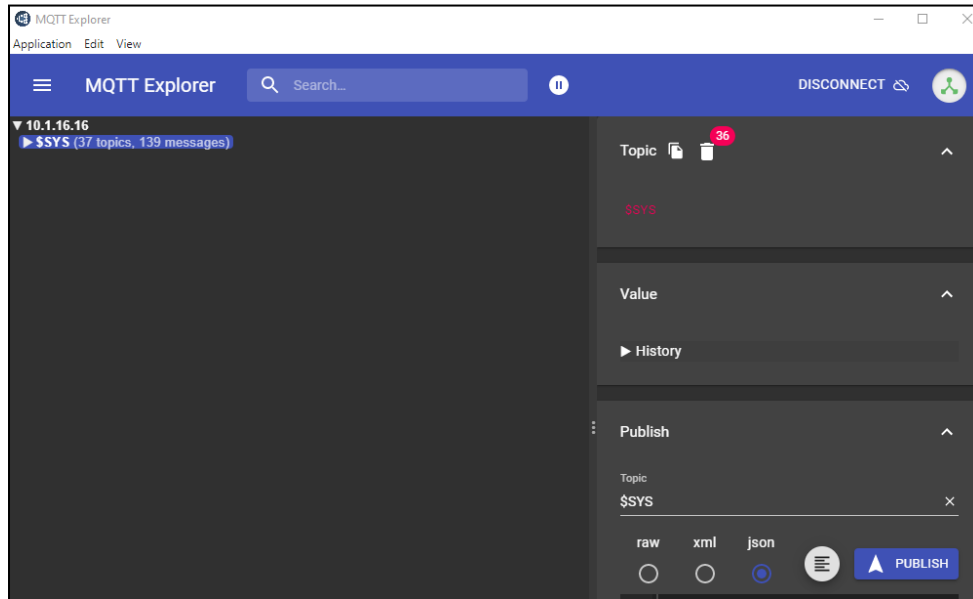 MQTT Explorer
Application Edit View
MQTT Explorer
Search...
DISCONNECT
▼ 10.1.16.16
▶ $SYS (37 topics, 139 messages)
Topic
36
$SYS
Value
▶ History
Publish
Topic
$SYS
raw xml json
PUBLISH